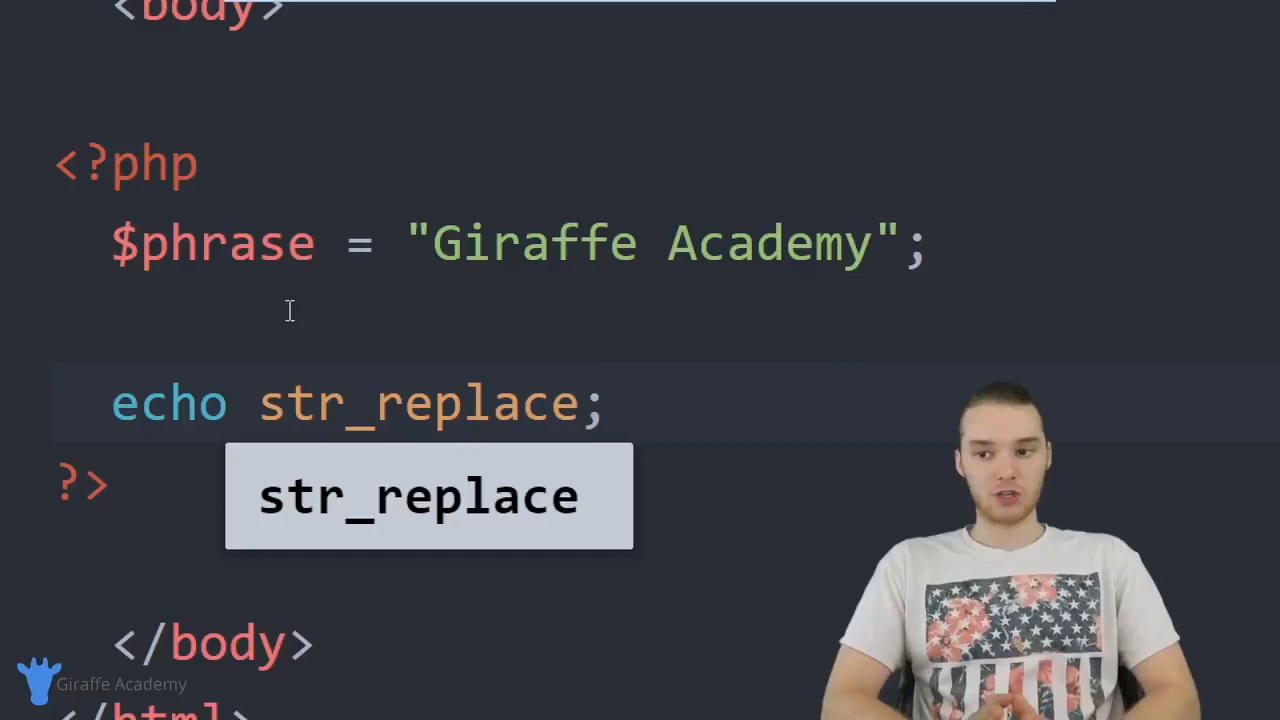 <body>
<?php
$phrase = "Giraffe Academy";
echo str_replace;
str_replace
?>
</body>
Giraffe Academy
</html>